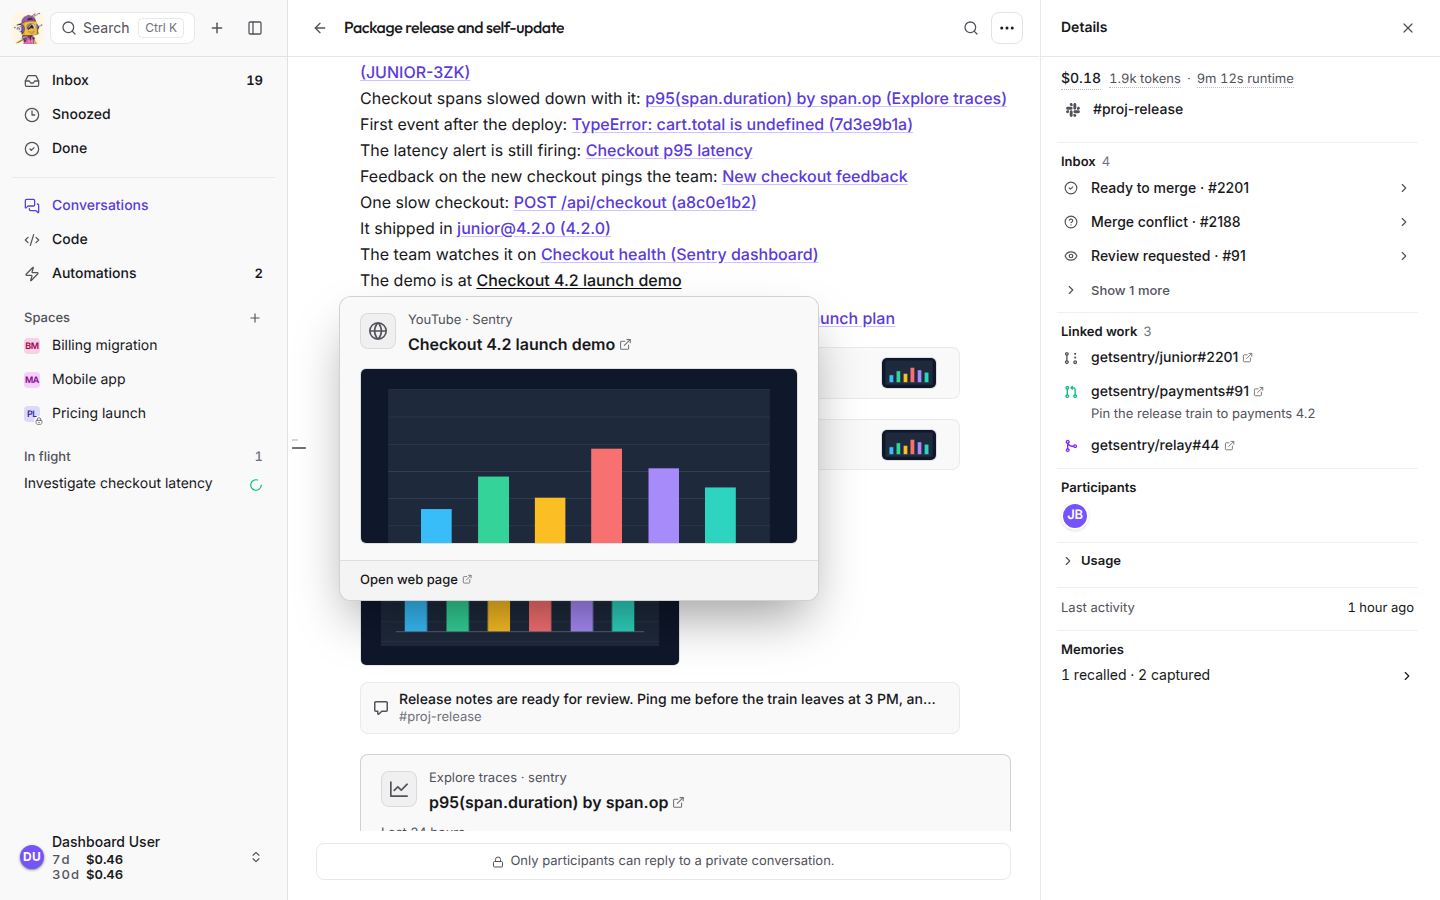 Search Ctrl K
Inbox 19
Snoozed
Done
Conversations
Code
Automations 2
Spaces
BM Billing migration
MA Mobile app
PL Pricing launch
In flight 1
Investigate checkout latency
DU Dashboard User
7d $0.46
30d $0.46
Package release and self-update
(JUNIOR-3ZK)
Checkout spans slowed down with it: p95(span.duration) by span.op (Explore traces)
First event after the deploy: TypeError: cart.total is undefined (7d3e9b1a)
The latency alert is still firing: Checkout p95 latency
Feedback on the new checkout pings the team: New checkout feedback
One slow checkout: POST /api/checkout (a8c0e1b2)
It shipped in junior@4.2.0 (4.2.0)
The team watches it on Checkout health (Sentry dashboard)
The demo is at Checkout 4.2 launch demo
unch plan
YouTube · Sentry
Checkout 4.2 launch demo
Open web page
Release notes are ready for review. Ping me before the train leaves at 3 PM, an...
#proj-release
Explore traces · sentry
p95(span.duration) by span.op
Last 24 hours
Only participants can reply to a private conversation.
Details
$0.18 1.9k tokens · 9m 12s runtime
#proj-release
Inbox 4
Ready to merge · #2201
Merge conflict · #2188
Review requested · #91
Show 1 more
Linked work 3
getsentry/junior#2201
getsentry/payments#91
Pin the release train to payments 4.2
getsentry/relay#44
Participants
JB
Usage
Last activity 1 hour ago
Memories
1 recalled · 2 captured